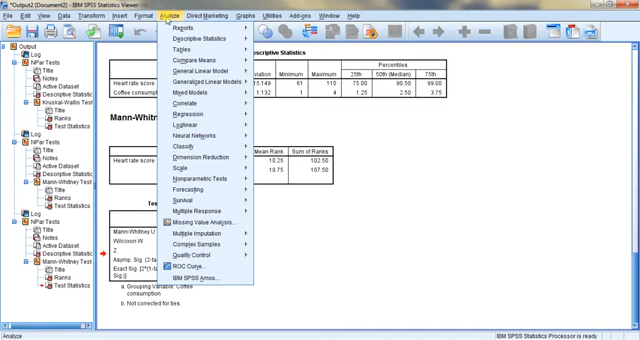 *Output2 [Document2] - IBM SPSS Statistics Viewer
File Edit View Data Transform Insert Format Analyze Direct Marketing Graphs Utilities Add-ons Window Help
Output
Log
NPar Tests
Title
Notes
Active Dataset
Descriptive Statistics
Kruskal-Wallis Test
Title
Ranks
Test Statistics
Log
NPar Tests
Title
Notes
Active Dataset
Descriptive Statistics
Mann-Whitney Test
Title
Ranks
Test Statistics
Log
NPar Tests
Title
Notes
Active Dataset
Descriptive Statistics
Mann-Whitney Test
Title
Ranks
Test Statistics
Reports
Descriptive Statistics
Tables
Compare Means
General Linear Model
Generalized Linear Models
Mixed Models
Correlate
Regression
Loglinear
Neural Networks
Classify
Dimension Reduction
Scale
Nonparametric Tests
Forecasting
Survival
Multiple Response
Missing Value Analysis...
Multiple Imputation
Complex Samples
Quality Control
ROC Curve...
IBM SPSS Amos...
Descriptive Statistics
Percentiles
viation Minimum Maximum 25th 50th (Median) 75th
Heart rate score 15.149 61 110 75.00 90.50 99.00
Coffee consumption 1.132 1 4 1.25 2.50 3.75
Mann-Whitney
Mean Rank Sum of Ranks
Heart rate score 10.25 102.50
10.75 107.50
Mann-Whitney U
Wilcoxon W
Z
Asymp. Sig. (2-
Exact Sig. [2*(1-
Sig.)]
a. Grouping Variable: Coffee
consumption
b. Not corrected for ties.
Analyze
IBM SPSS Statistics Processor is ready